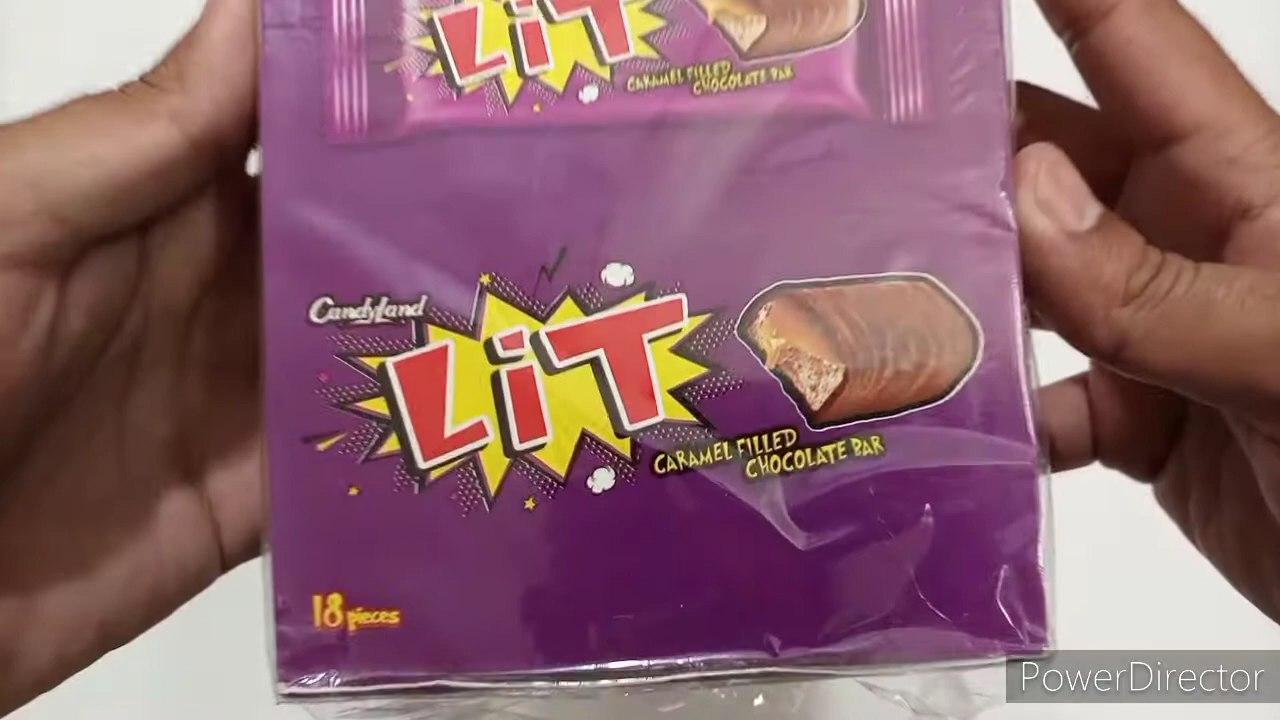 LiT
CARAMEL FILLED
CHOCOLATE BAR
CandyLand
LiT
CARAMEL FILLED
CHOCOLATE BAR
18 pieces
PowerDirector